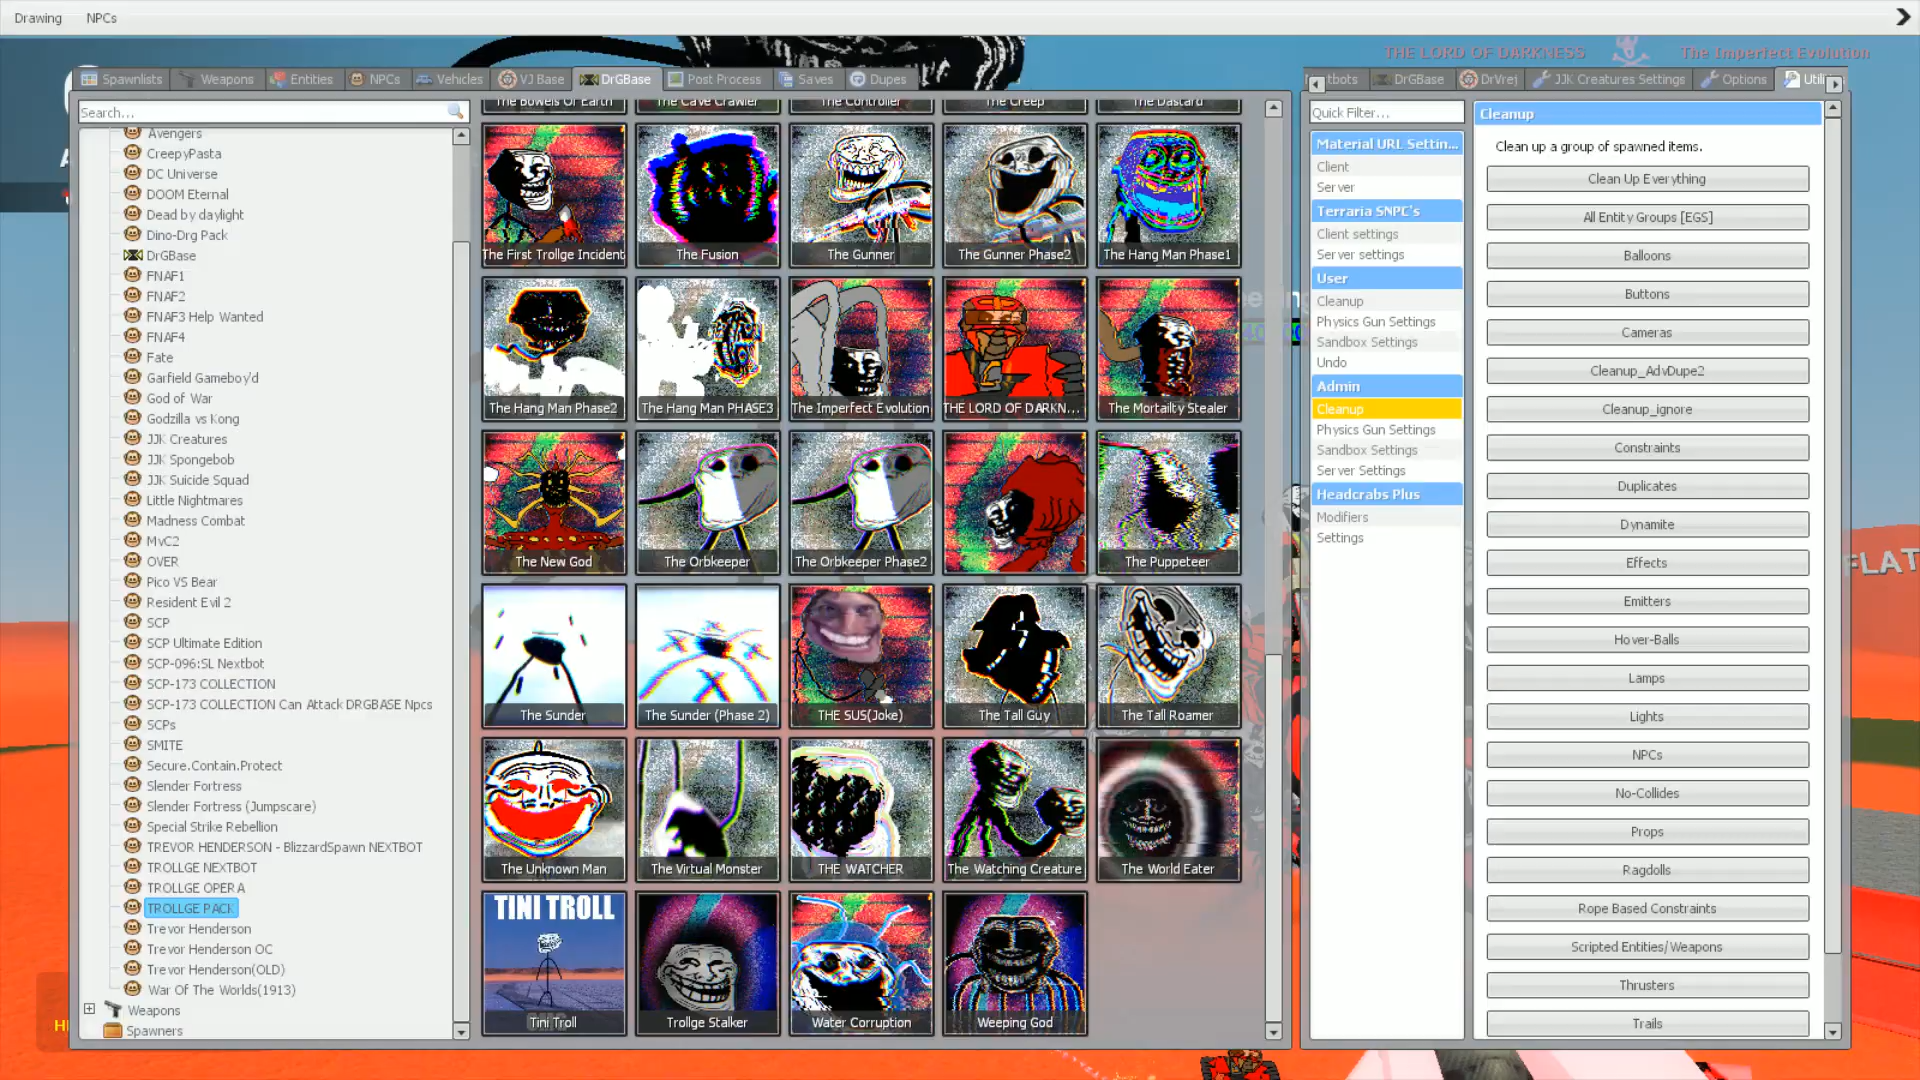 Drawing NPCs
THE LORD OF DARKNESS The Imperfect Evolution
Spawnlists Weapons Entities NPCs Vehicles VJ Base DrGBase Post Process Saves Dupes
tbots DrGBase DrVrej JJK Creatures Settings Options Utili
Search...
Avengers
CreepyPasta
DC Universe
DOOM Eternal
Dead by daylight
Dino-Drg Pack
DrGBase
FNAF1
FNAF2
FNAF3 Help Wanted
FNAF4
Fate
Garfield Gameboy'd
God of War
Godzilla vs Kong
JJK Creatures
JJK Spongebob
JJK Suicide Squad
Little Nightmares
Madness Combat
MvC2
OVER
Pico VS Bear
Resident Evil 2
SCP
SCP Ultimate Edition
SCP-096:SL Nextbot
SCP-173 COLLECTION
SCP-173 COLLECTION Can Attack DRGBASE Npcs
SCPs
SMITE
Secure.Contain.Protect
Slender Fortress
Slender Fortress (Jumpscare)
Special Strike Rebellion
TREVOR HENDERSON - BlizzardSpawn NEXTBOT
TROLLGE NEXTBOT
TROLLGE OPERA
TROLLGE PACK
Trevor Henderson
Trevor Henderson OC
Trevor Henderson(OLD)
War Of The Worlds(1913)
Weapons
Spawners
The Bowels Of Earth The Cave Crawler The Controller The Creep The Dastard
The First Trollge Incident The Fusion The Gunner The Gunner Phase2 The Hang Man Phase1
The Hang Man Phase2 The Hang Man PHASE3 The Imperfect Evolution THE LORD OF DARKN... The Mortailty Stealer
The New God The Orbkeeper The Orbkeeper Phase2 The Puppeteer
The Sunder The Sunder (Phase 2) THE SUS(Joke) The Tall Guy The Tall Roamer
The Unknown Man The Virtual Monster THE WATCHER The Watching Creature The World Eater
TINI TROLL
Tini Troll Trollge Stalker Water Corruption Weeping God
Quick Filter...
Material URL Settin...
Client
Server
Terraria SNPC's
Client settings
Server settings
User
Cleanup
Physics Gun Settings
Sandbox Settings
Undo
Admin
Cleanup
Physics Gun Settings
Sandbox Settings
Server Settings
Headcrabs Plus
Modifiers
Settings
Cleanup
Clean up a group of spawned items.
Clean Up Everything
All Entity Groups [EGS]
Balloons
Buttons
Cameras
Cleanup_AdvDupe2
Cleanup_ignore
Constraints
Duplicates
Dynamite
Effects
Emitters
Hover-Balls
Lamps
Lights
NPCs
No-Collides
Props
Ragdolls
Rope Based Constraints
Scripted Entities/Weapons
Thrusters
Trails
FLAT